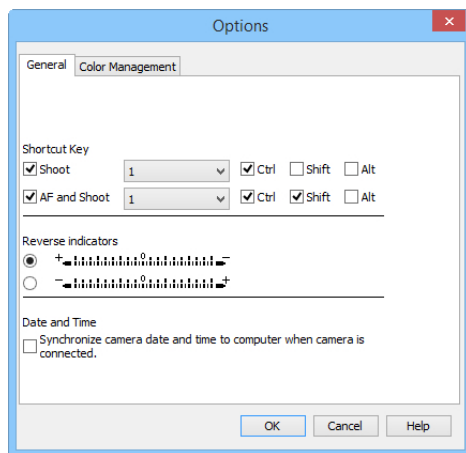 Options
General Color Management
Shortcut Key
Shoot 1 Ctrl Shift Alt
AF and Shoot 1 Ctrl Shift Alt
Reverse indicators
+ 0 −
− 0 +
Date and Time
Synchronize camera date and time to computer when camera is
connected.
OK Cancel Help